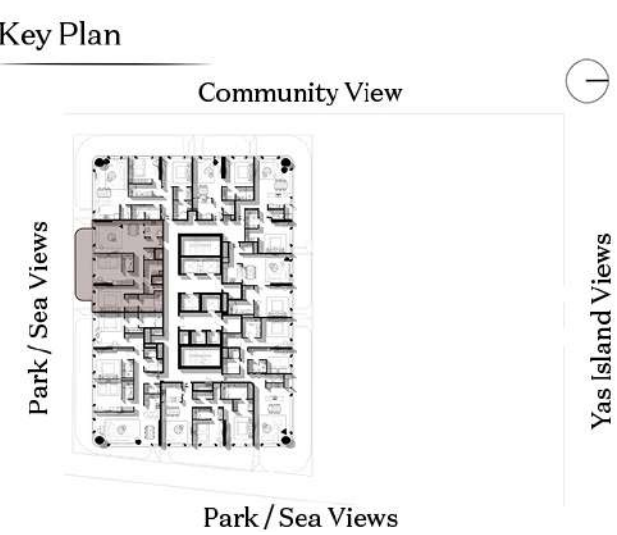 Key Plan
Community View
Park / Sea Views
Yas Island Views
Park / Sea Views